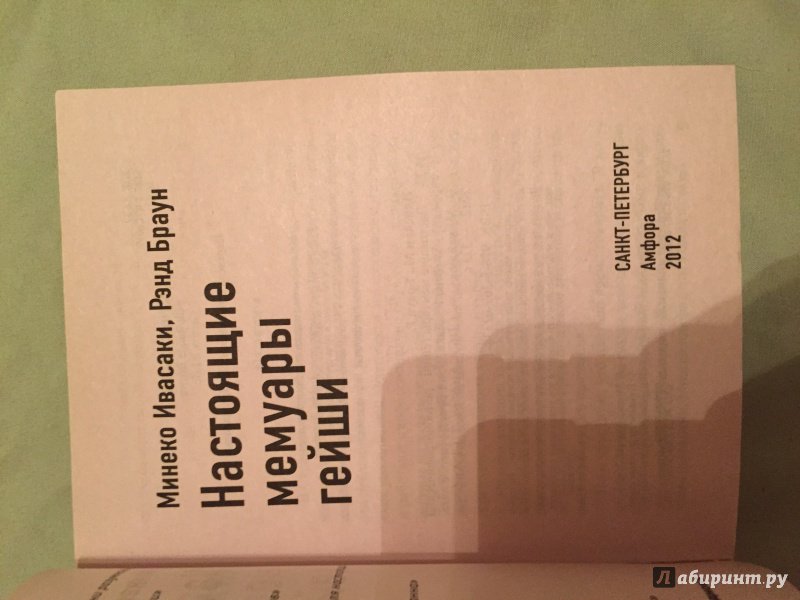 Минеко Ивасаки, Рэнд Браун
Настоящие
мемуары
гейши
САНКТ-ПЕТЕРБУРГ
Амфора
2012
Лабиринт.ру